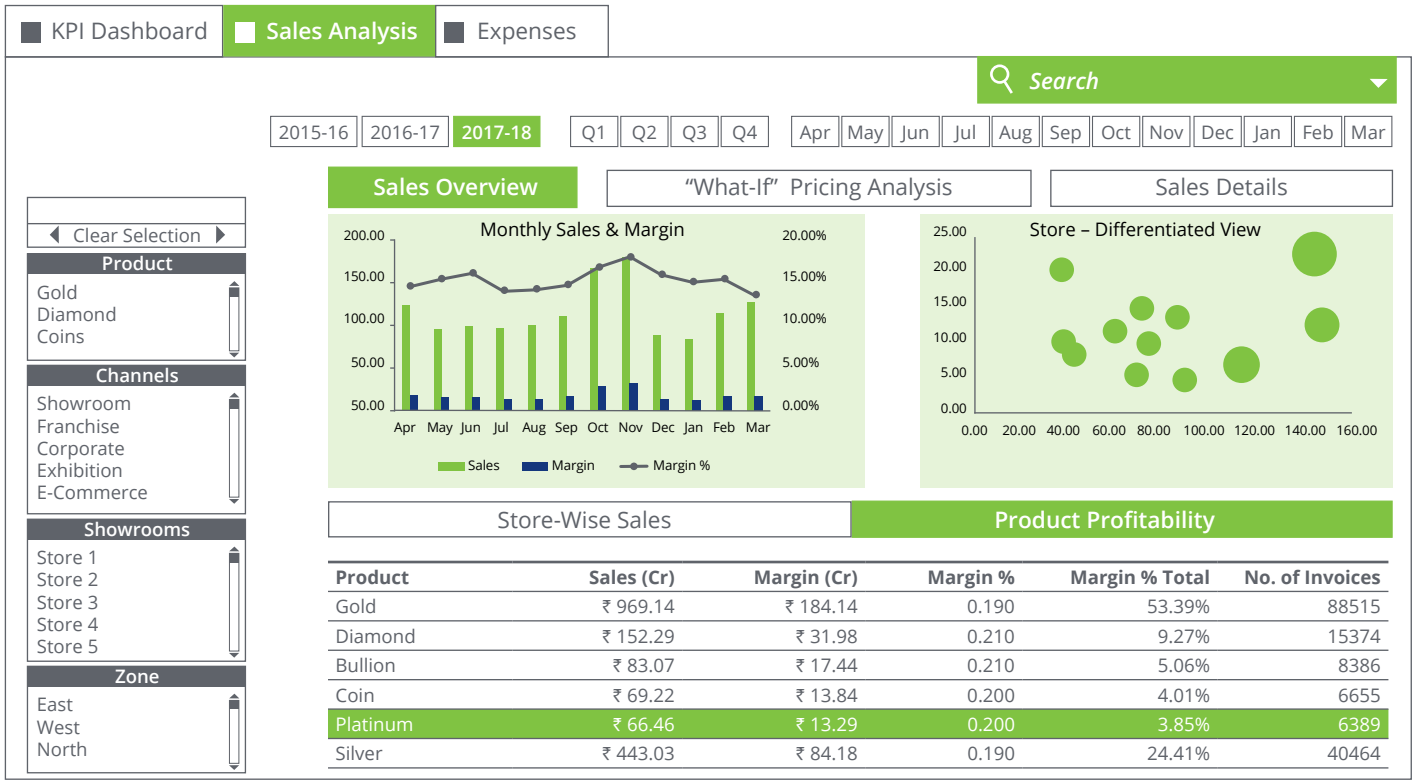 KPI Dashboard Sales Analysis Expenses
Search
2015-16 2016-17 2017-18 Q1 Q2 Q3 Q4 Apr May Jun Jul Aug Sep Oct Nov Dec Jan Feb Mar
Sales Overview “What-If” Pricing Analysis Sales Details
Clear Selection
Product
Gold
Diamond
Coins
Channels
Showroom
Franchise
Corporate
Exhibition
E-Commerce
Showrooms
Store 1
Store 2
Store 3
Store 4
Store 5
Zone
East
West
North
Monthly Sales & Margin
200.00
150.00
100.00
50.00
50.00
20.00%
15.00%
10.00%
5.00%
0.00%
Apr May Jun Jul Aug Sep Oct Nov Dec Jan Feb Mar
Sales Margin Margin %
Store – Differentiated View
25.00
20.00
15.00
10.00
5.00
0.00
0.00 20.00 40.00 60.00 80.00 100.00 120.00 140.00 160.00
Store-Wise Sales Product Profitability
Product Sales (Cr) Margin (Cr) Margin % Margin % Total No. of Invoices
Gold ₹ 969.14 ₹ 184.14 0.190 53.39% 88515
Diamond ₹ 152.29 ₹ 31.98 0.210 9.27% 15374
Bullion ₹ 83.07 ₹ 17.44 0.210 5.06% 8386
Coin ₹ 69.22 ₹ 13.84 0.200 4.01% 6655
Platinum ₹ 66.46 ₹ 13.29 0.200 3.85% 6389
Silver ₹ 443.03 ₹ 84.18 0.190 24.41% 40464